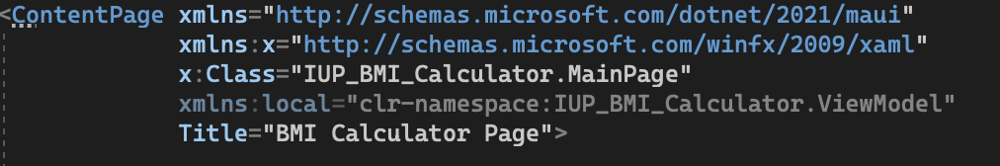 <ContentPage xmlns="http://schemas.microsoft.com/dotnet/2021/maui"
xmlns:x="http://schemas.microsoft.com/winfx/2009/xaml"
x:Class="IUP_BMI_Calculator.MainPage"
xmlns:local="clr-namespace:IUP_BMI_Calculator.ViewModel"
Title="BMI Calculator Page">